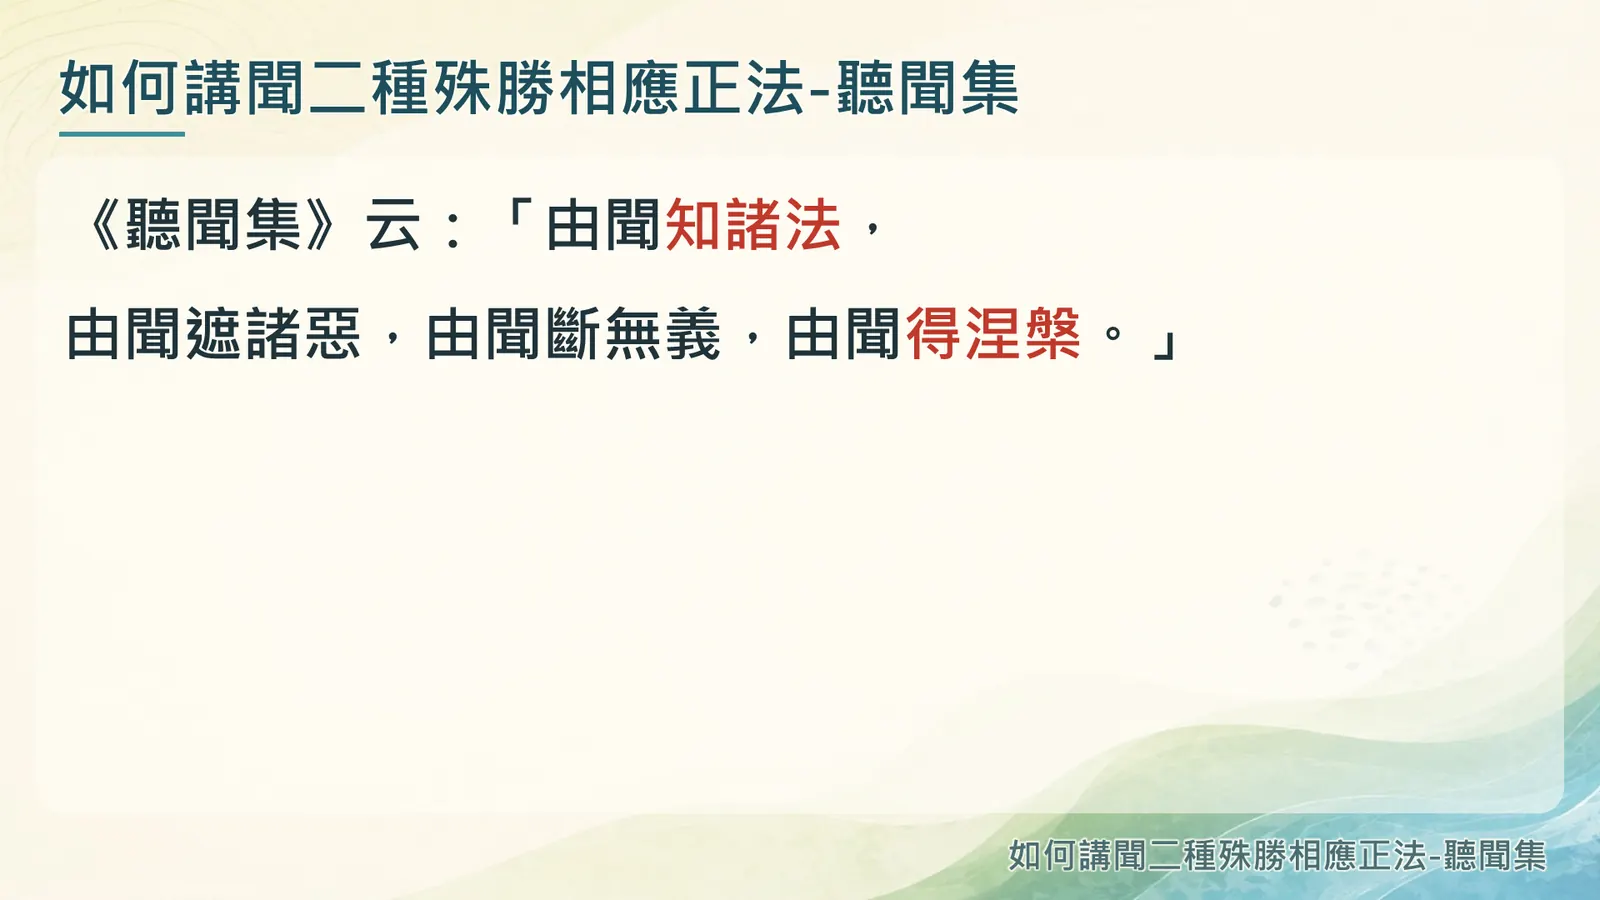 如何講聞二種殊勝相應正法-聽聞集
《聽聞集》云：「由聞知諸法，
由聞遮諸惡，由聞斷無義，由聞得涅槃。」
如何講聞二種殊勝相應正法-聽聞集